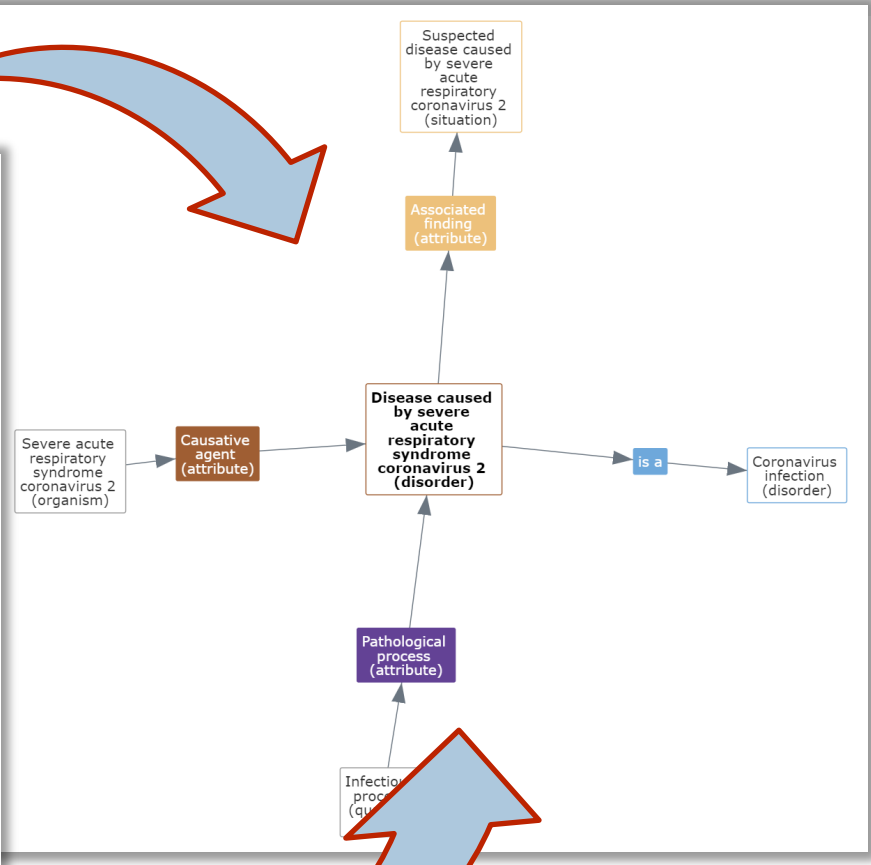 Suspected
disease caused
by severe
acute
respiratory
coronavirus 2
(situation)
Associated
finding
(attribute)
Severe acute
respiratory
syndrome
coronavirus 2
(organism)
Causative
agent
(attribute)
Disease caused
by severe
acute
respiratory
syndrome
coronavirus 2
(disorder)
is a
Coronavirus
infection
(disorder)
Pathological
process
(attribute)